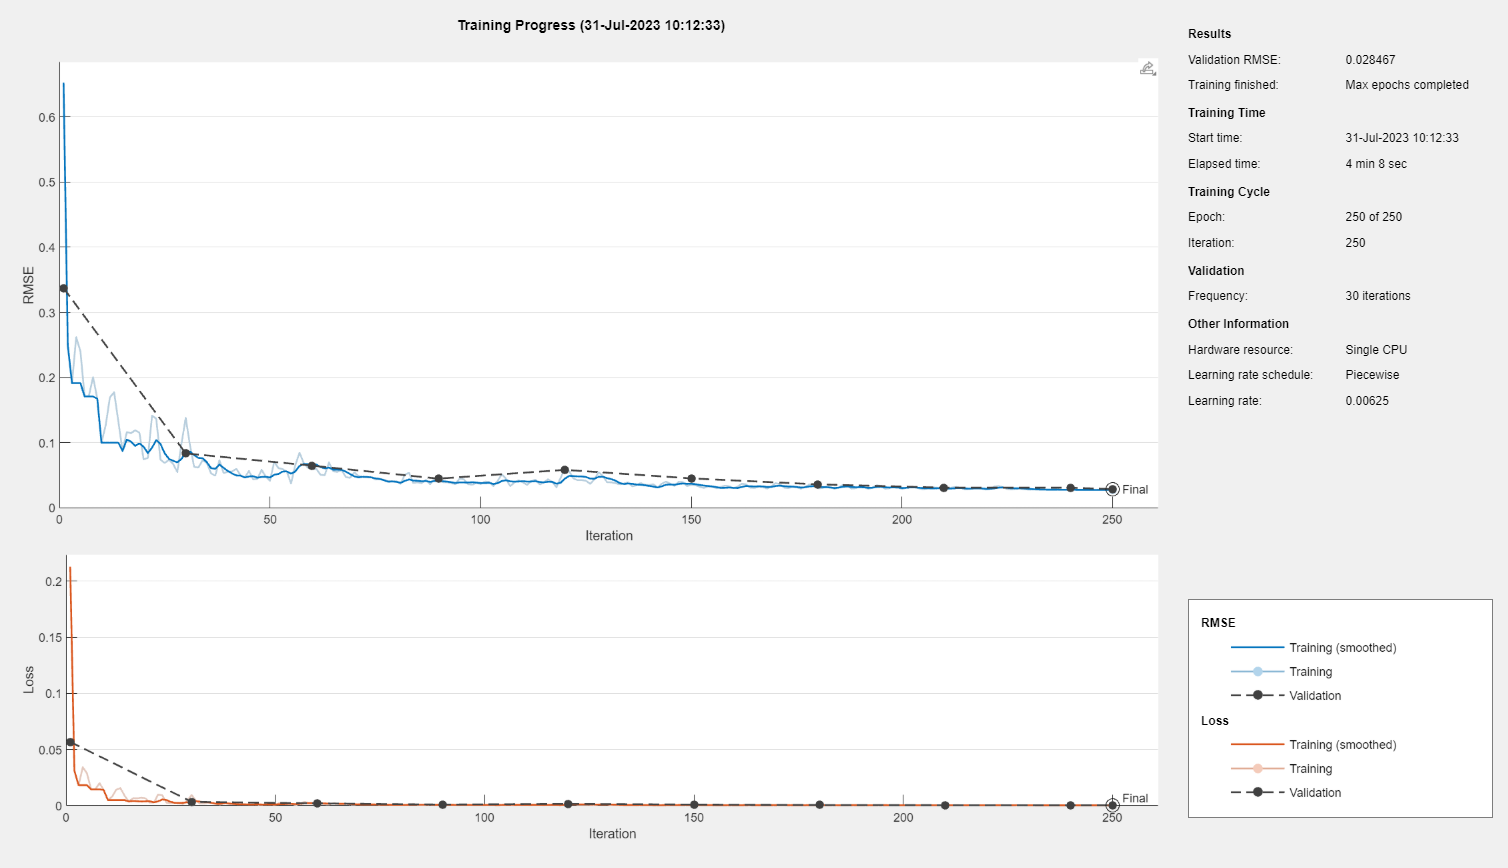 Training Progress (31-Jul-2023 10:12:33)
0.6
0.5
0.4
0.3
0.2
0.1
0
RMSE
0 50 100 150 200 250
Iteration
Final
0.2
0.15
0.1
0.05
0
Loss
0 50 100 150 200 250
Iteration
Final
Results
Validation RMSE: 0.028467
Training finished: Max epochs completed
Training Time
Start time: 31-Jul-2023 10:12:33
Elapsed time: 4 min 8 sec
Training Cycle
Epoch: 250 of 250
Iteration: 250
Validation
Frequency: 30 iterations
Other Information
Hardware resource: Single CPU
Learning rate schedule: Piecewise
Learning rate: 0.00625
RMSE
Training (smoothed)
Training
Validation
Loss
Training (smoothed)
Training
Validation